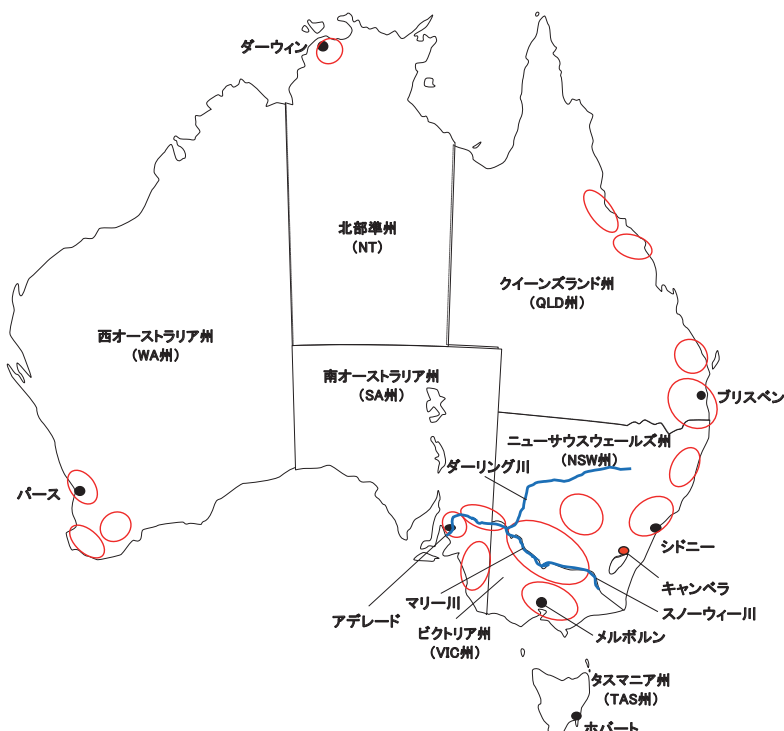 ダーウィン
北部準州
(NT)
クイーンズランド州
(QLD州)
西オーストラリア州
(WA州)
南オーストラリア州
(SA州)
ブリスベン
ニューサウスウェールズ州
(NSW州)
ダーリング川
パース
シドニー
キャンベラ
マリー川
スノーウィー川
アデレード
ビクトリア州
(VIC州)
メルボルン
タスマニア州
(TAS州)
ホバート